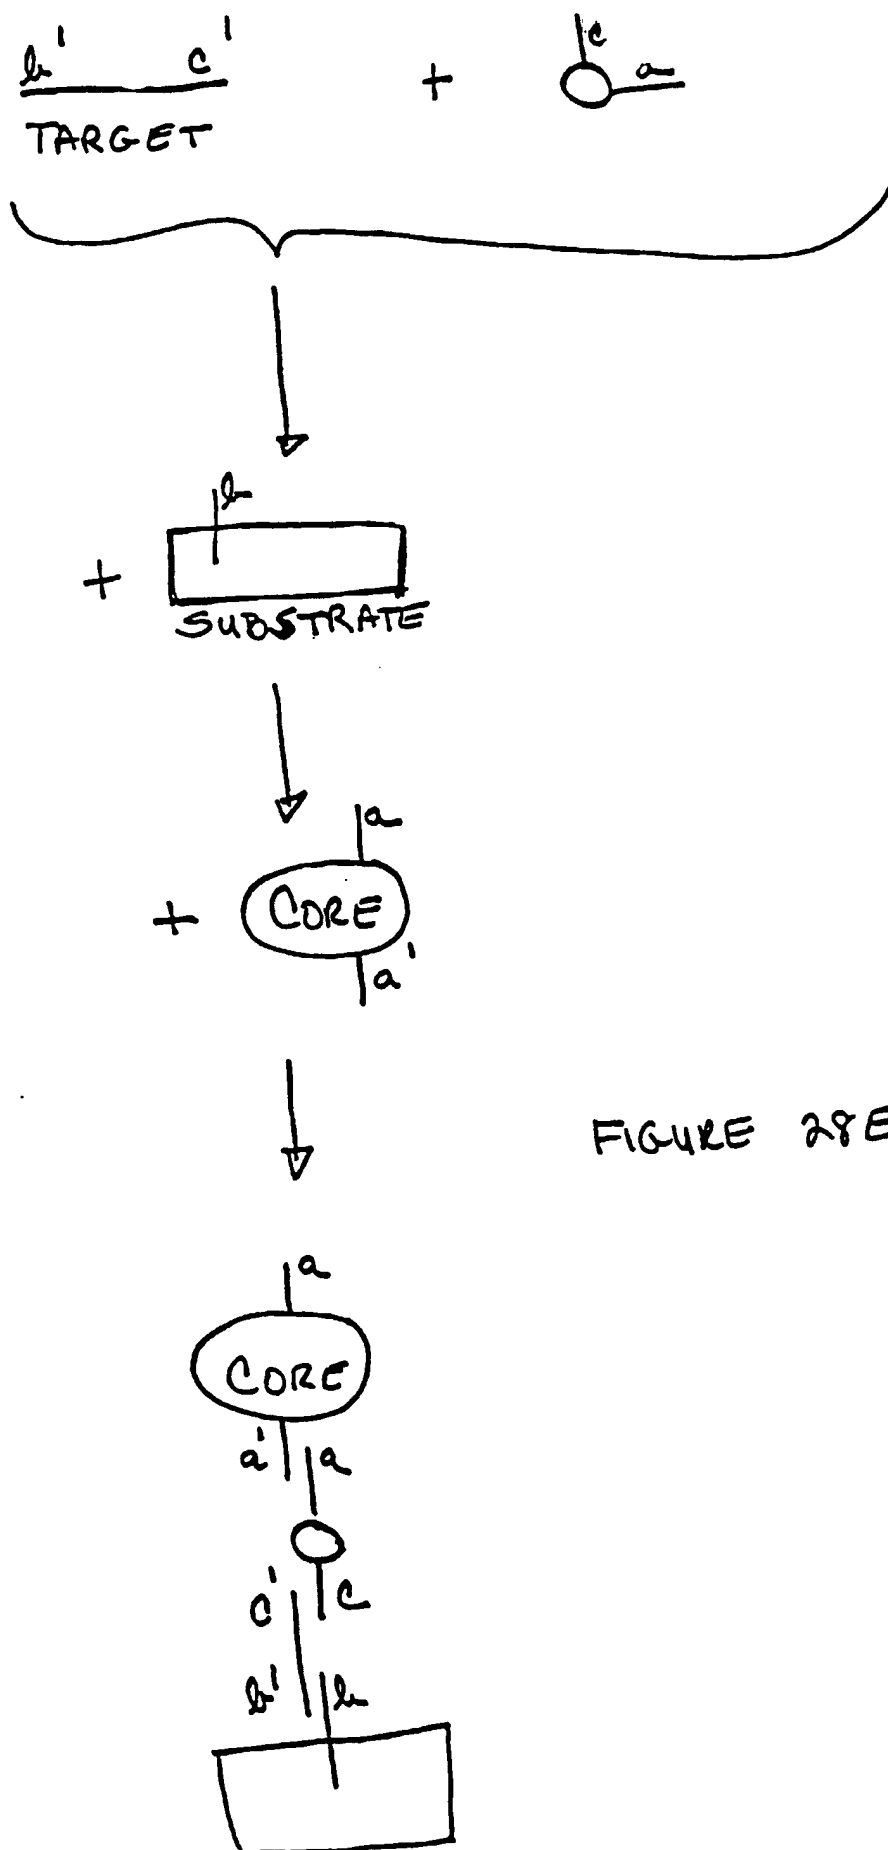 b' c' + c
a
TARGET
b
+
SUBSTRATE
a
+ CORE
a'
FIGURE 28E
a
CORE
a' a
c' c
b' b